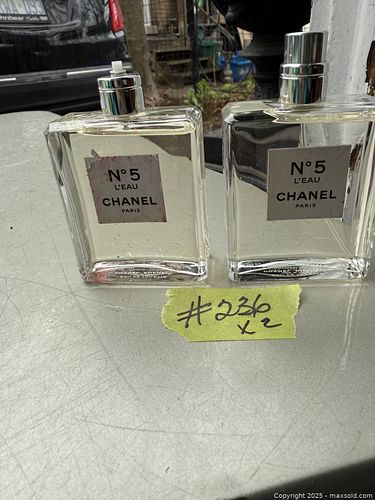 N°5
L'EAU
CHANEL
PARIS
N°5
L'EAU
CHANEL
PARIS
#236
x2
Copyright 2025 - maxsold.com